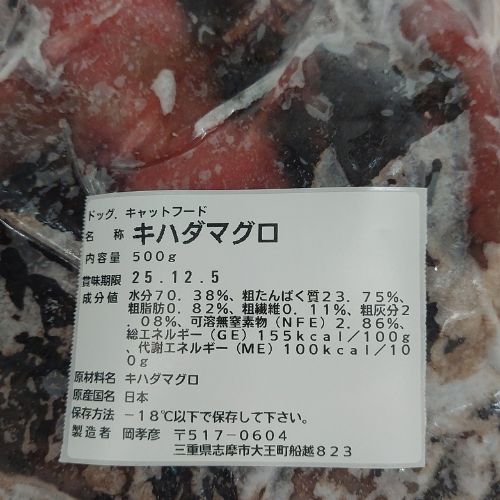 ドッグ．キャットフード
名　称 キハダマグロ
内容量 500g
賞味期限 25.12.5
成分値 水分70．38%、粗たんぱく質23．75%、
粗脂肪0．82%、粗繊維0．11%、粗灰分2
．08%、可溶無窒素物（NFE）2．86%、
総エネルギー（GE）155kcal／100g
、代謝エネルギー（ME）100kcal／10
0g
原材料名 キハダマグロ
原産国名 日本
保存方法 －18℃以下で保存して下さい。
製造者 岡孝彦 〒517－0604
三重県志摩市大王町船越823